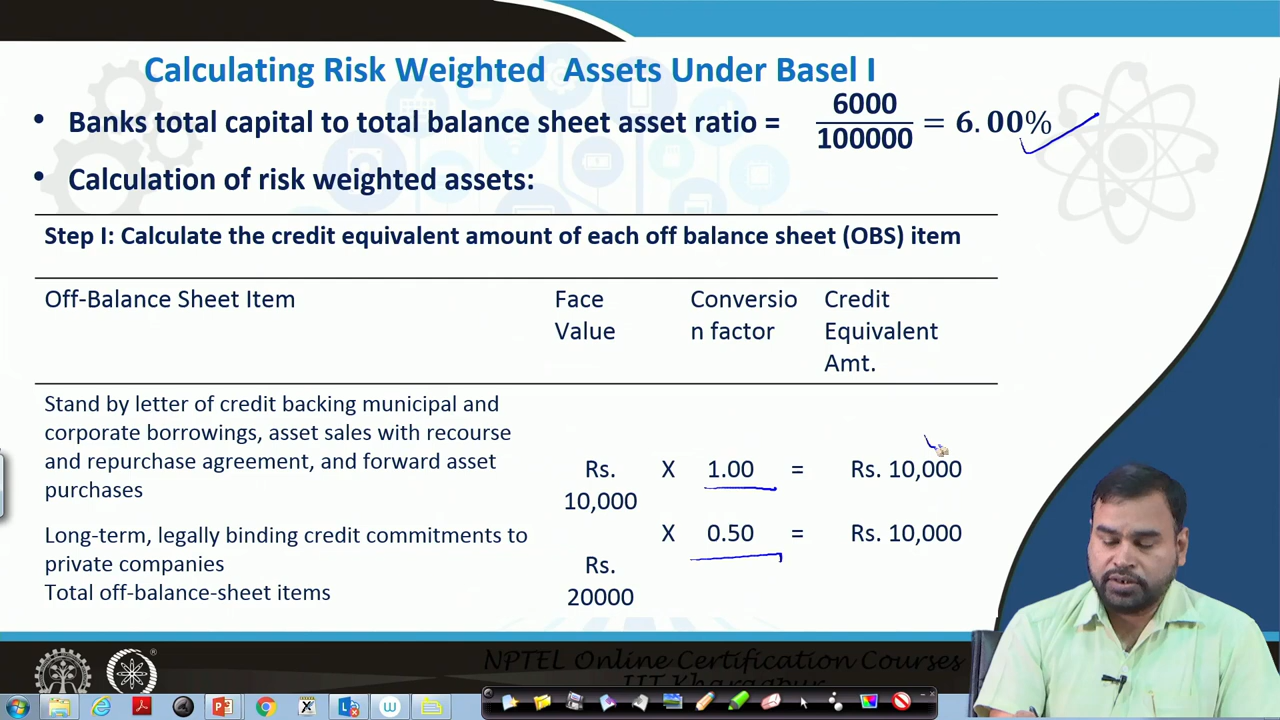 Calculating Risk Weighted Assets Under Basel I
• Banks total capital to total balance sheet asset ratio = 6000/100000 = 6.00%
• Calculation of risk weighted assets:
Step I: Calculate the credit equivalent amount of each off balance sheet (OBS) item
Off-Balance Sheet Item
Face
Value
Conversio
n factor
Credit
Equivalent
Amt.
Stand by letter of credit backing municipal and
corporate borrowings, asset sales with recourse
and repurchase agreement, and forward asset
purchases
Rs.
10,000
X 1.00 = Rs. 10,000
Long-term, legally binding credit commitments to
private companies
Rs.
20000
X 0.50 = Rs. 10,000
Total off-balance-sheet items
NPTEL Online Certification Courses
IIT Kharagpur